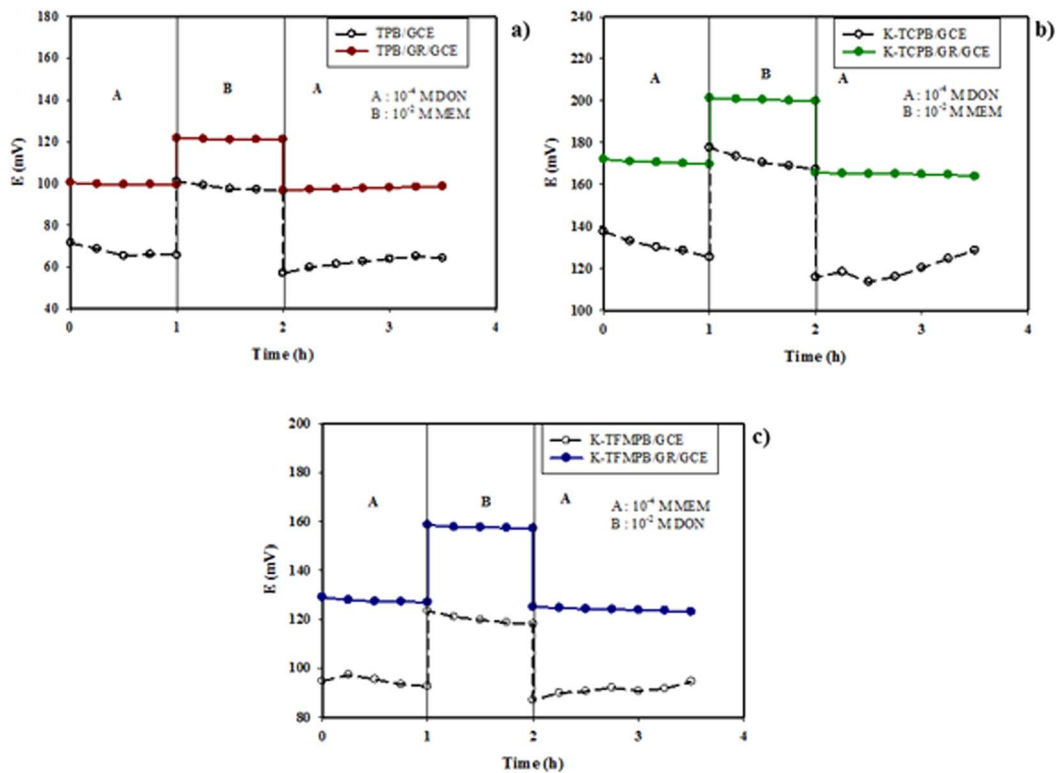 a)
TPB/GCE
TPB/GR/GCE
A
B
A
A : 10⁻⁴ M DON
B : 10⁻² M MEM
E (mV)
180
160
140
120
100
80
60
40
0
1
2
3
4
Time (h)
b)
K-TCPB/GCE
K-TCPB/GR/GCE
A
B
A
A : 10⁻⁴ M DON
B : 10⁻² M MEM
E (mV)
240
220
200
180
160
140
120
100
0
1
2
3
4
Time (h)
c)
K-TFMPB/GCE
K-TFMPB/GR/GCE
A
B
A
A : 10⁻⁴ M MEM
B : 10⁻² M DON
E (mV)
200
180
160
140
120
100
80
0
1
2
3
4
Time (h)